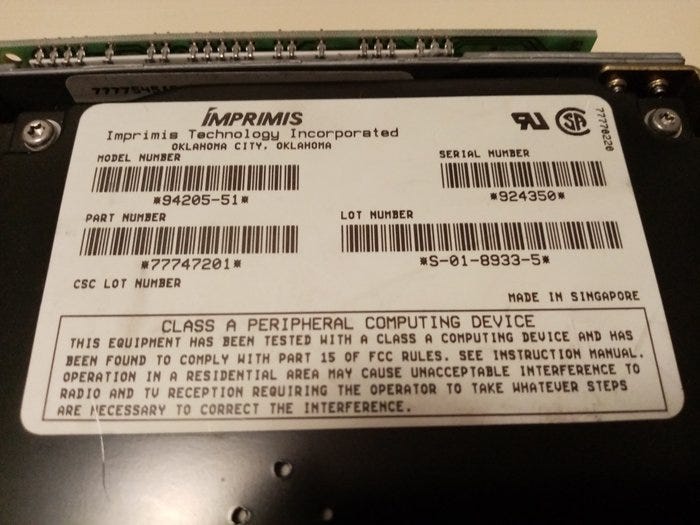 7777545
IMPRIMIS
Imprimis Technology Incorporated
OKLAHOMA CITY, OKLAHOMA
77770220
MODEL NUMBER
*94205-51*
SERIAL NUMBER
*924350*
PART NUMBER
*77747201*
LOT NUMBER
*S-01-8933-5*
CSC LOT NUMBER
MADE IN SINGAPORE
CLASS A PERIPHERAL COMPUTING DEVICE
THIS EQUIPMENT HAS BEEN TESTED WITH A CLASS A COMPUTING DEVICE AND HAS
BEEN FOUND TO COMPLY WITH PART 15 OF FCC RULES. SEE INSTRUCTION MANUAL.
OPERATION IN A RESIDENTIAL AREA MAY CAUSE UNACCEPTABLE INTERFERENCE TO
RADIO AND TV RECEPTION REQUIRING THE OPERATOR TO TAKE WHATEVER STEPS
ARE NECESSARY TO CORRECT THE INTERFERENCE.